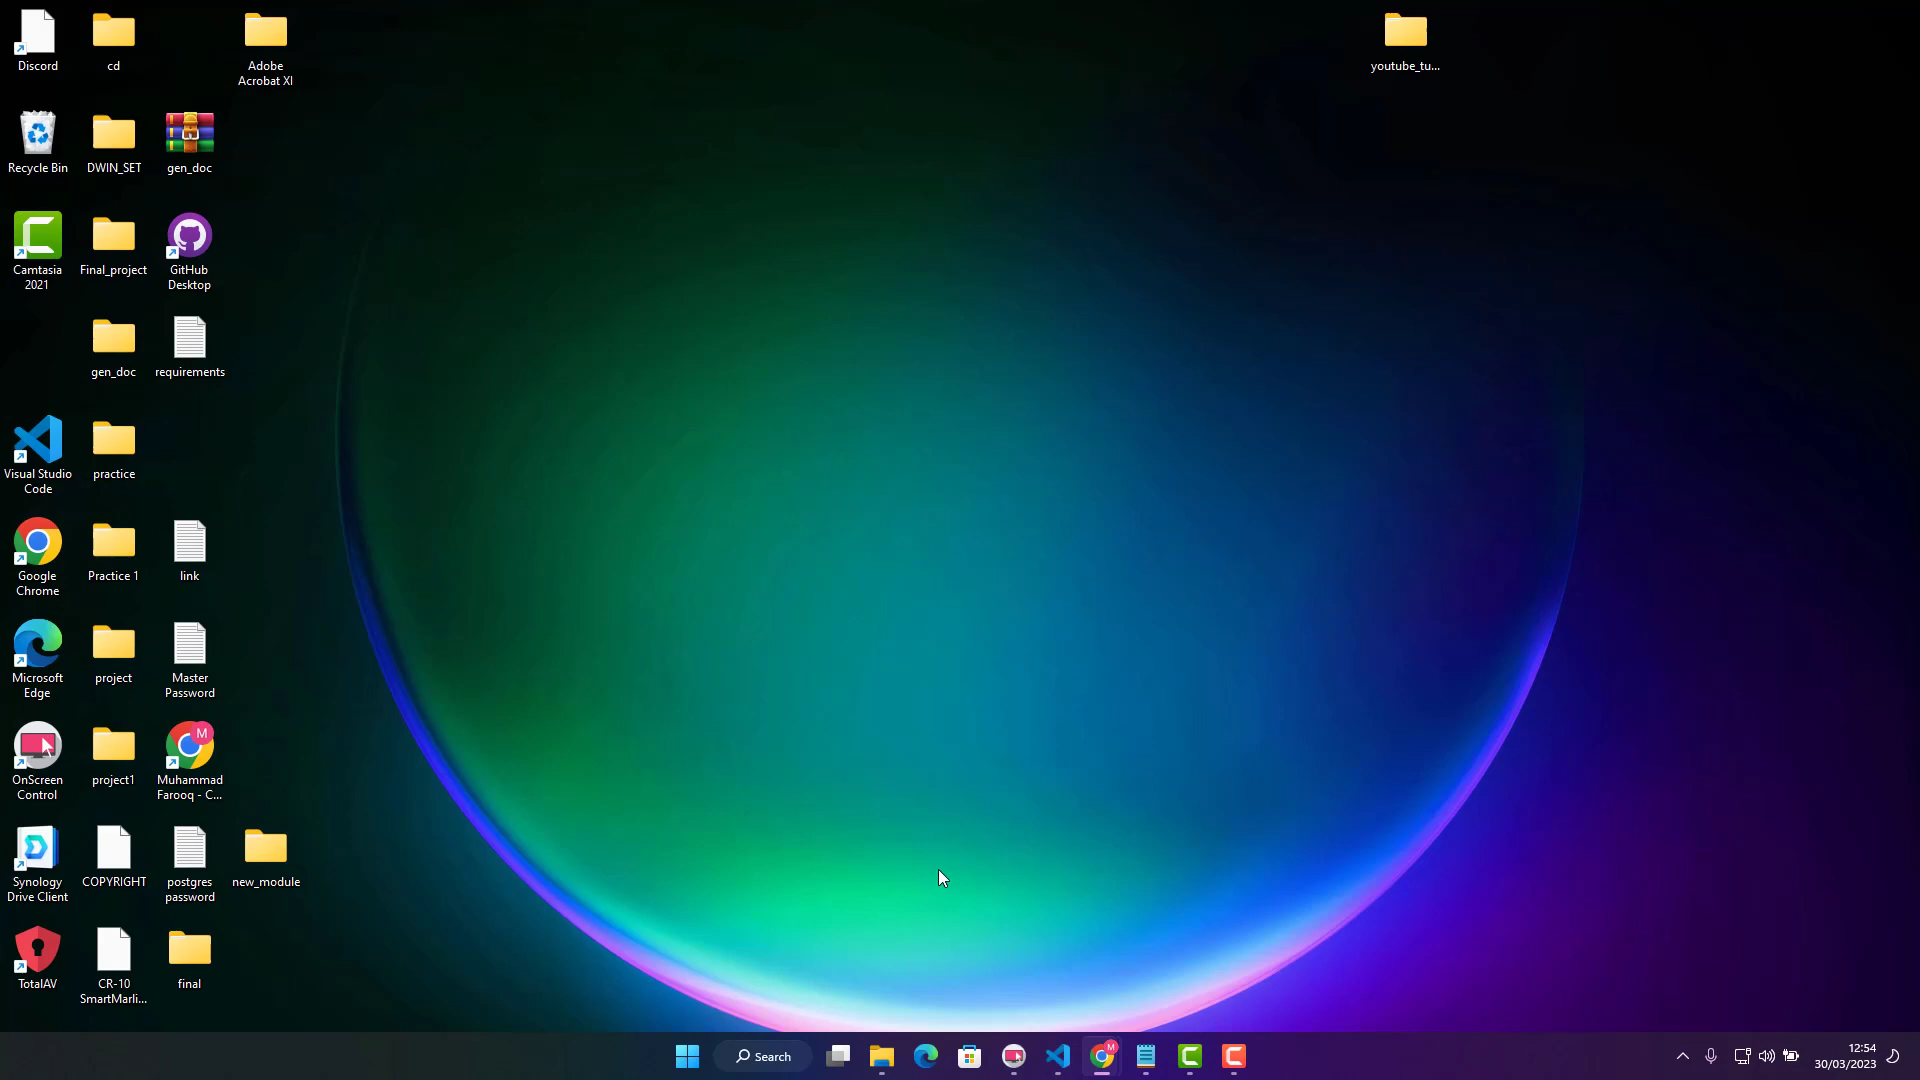 Discord
cd
Adobe
Acrobat XI
youtube_tu...
Recycle Bin
DWIN_SET
gen_doc
Camtasia
2021
Final_project
GitHub
Desktop
gen_doc
requirements
Visual Studio
Code
practice
Google
Chrome
Practice 1
link
Microsoft
Edge
project
Master
Password
OnScreen
Control
project1
M
Muhammad
Farooq - C...
Synology
Drive Client
COPYRIGHT
postgres
password
new_module
TotalAV
CR-10
SmartMarli...
final
Search
M
12:54
30/03/2023